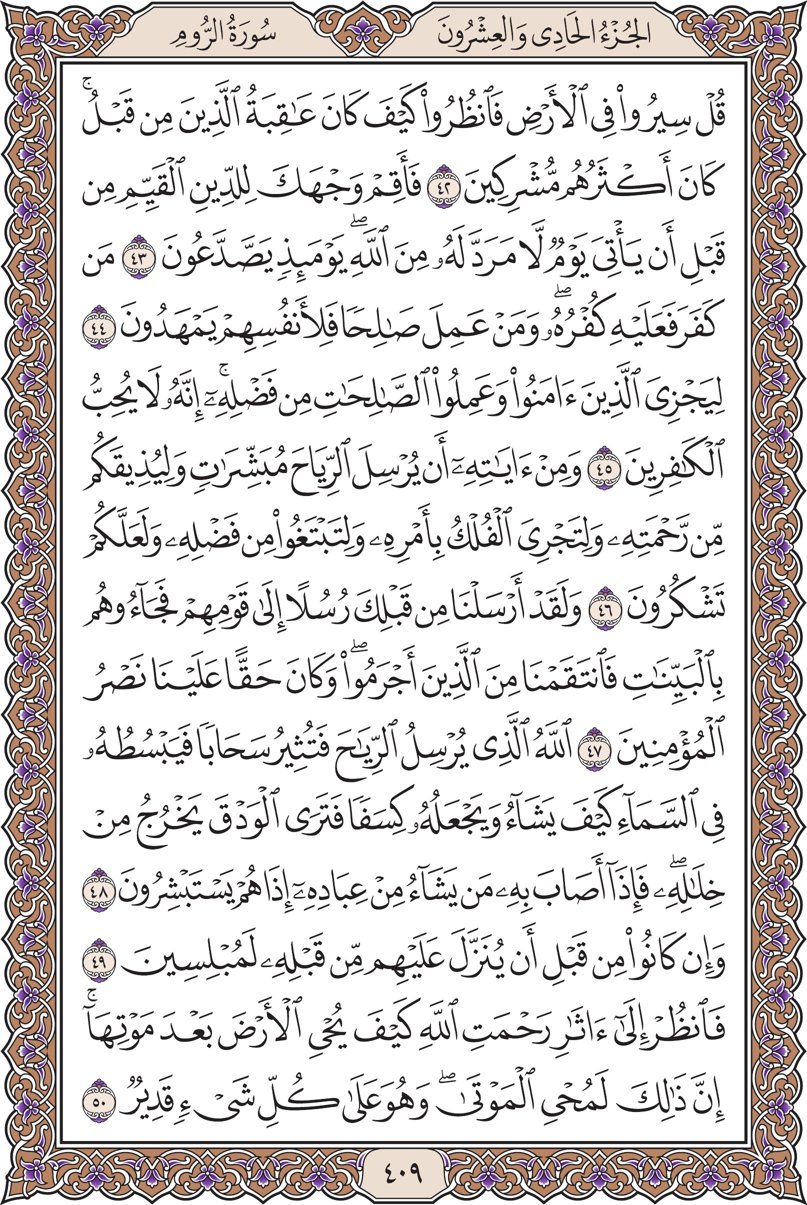 الجُزْءُ الحَادِى وَالعِشْرُونَ
سُورَةُ الرُّومِ
قُلْ سِيرُوا۟ فِى ٱلْأَرْضِ فَٱنظُرُوا۟ كَيْفَ كَانَ عَٰقِبَةُ ٱلَّذِينَ مِن قَبْلُ ۚ
كَانَ أَكْثَرُهُم مُّشْرِكِينَ ٤٢ فَأَقِمْ وَجْهَكَ لِلدِّينِ ٱلْقَيِّمِ مِن
قَبْلِ أَن يَأْتِىَ يَوْمٌ لَّا مَرَدَّ لَهُۥ مِنَ ٱللَّهِ ۖ يَوْمَئِذٍ يَصَّدَّعُونَ ٤٣ مَن
كَفَرَ فَعَلَيْهِ كُفْرُهُۥ ۖ وَمَنْ عَمِلَ صَٰلِحًا فَلِأَنفُسِهِمْ يَمْهَدُونَ ٤٤
لِيَجْزِىَ ٱلَّذِينَ ءَامَنُوا۟ وَعَمِلُوا۟ ٱلصَّٰلِحَٰتِ مِن فَضْلِهِۦٓ ۚ إِنَّهُۥ لَا يُحِبُّ
ٱلْكَٰفِرِينَ ٤٥ وَمِنْ ءَايَٰتِهِۦٓ أَن يُرْسِلَ ٱلرِّيَاحَ مُبَشِّرَٰتٍ وَلِيُذِيقَكُم
مِّن رَّحْمَتِهِۦ وَلِتَجْرِىَ ٱلْفُلْكُ بِأَمْرِهِۦ وَلِتَبْتَغُوا۟ مِن فَضْلِهِۦ وَلَعَلَّكُمْ
تَشْكُرُونَ ٤٦ وَلَقَدْ أَرْسَلْنَا مِن قَبْلِكَ رُسُلًا إِلَىٰ قَوْمِهِمْ فَجَآءُوهُم
بِٱلْبَيِّنَٰتِ فَٱنتَقَمْنَا مِنَ ٱلَّذِينَ أَجْرَمُوا۟ ۖ وَكَانَ حَقًّا عَلَيْنَا نَصْرُ
ٱلْمُؤْمِنِينَ ٤٧ ٱللَّهُ ٱلَّذِى يُرْسِلُ ٱلرِّيَٰحَ فَتُثِيرُ سَحَابًا فَيَبْسُطُهُۥ
فِى ٱلسَّمَآءِ كَيْفَ يَشَآءُ وَيَجْعَلُهُۥ كِسَفًا فَتَرَى ٱلْوَدْقَ يَخْرُجُ مِنْ
خِلَٰلِهِۦ ۖ فَإِذَآ أَصَابَ بِهِۦ مَن يَشَآءُ مِنْ عِبَادِهِۦٓ إِذَا هُمْ يَسْتَبْشِرُونَ ٤٨
وَإِن كَانُوا۟ مِن قَبْلِ أَن يُنَزَّلَ عَلَيْهِم مِّن قَبْلِهِۦ لَمُبْلِسِينَ ٤٩
فَٱنظُرْ إِلَىٰٓ ءَاثَٰرِ رَحْمَتِ ٱللَّهِ كَيْفَ يُحْىِ ٱلْأَرْضَ بَعْدَ مَوْتِهَآ ۚ
إِنَّ ذَٰلِكَ لَمُحْىِ ٱلْمَوْتَىٰ ۖ وَهُوَ عَلَىٰ كُلِّ شَىْءٍ قَدِيرٌ ٥٠
٤٠٩